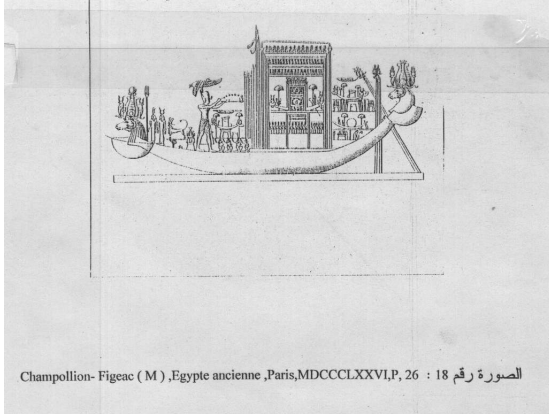 Champollion- Figeac ( M ) ,Egypte ancienne ,Paris,MDCCCLXXVI,P, 26 : الصورة رقم 18